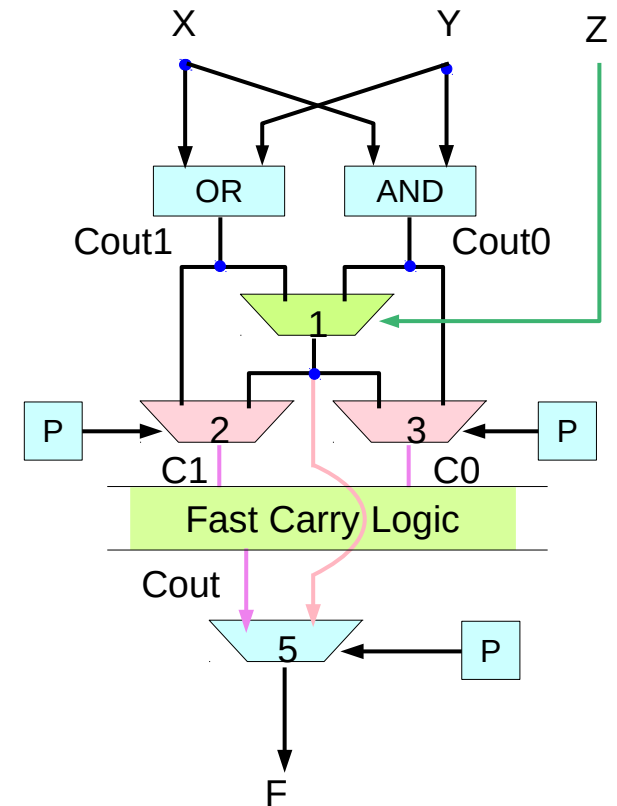 X Y Z
OR AND
Cout1 Cout0
1
P 2 3 P
C1 C0
Fast Carry Logic
Cout
5 P
F